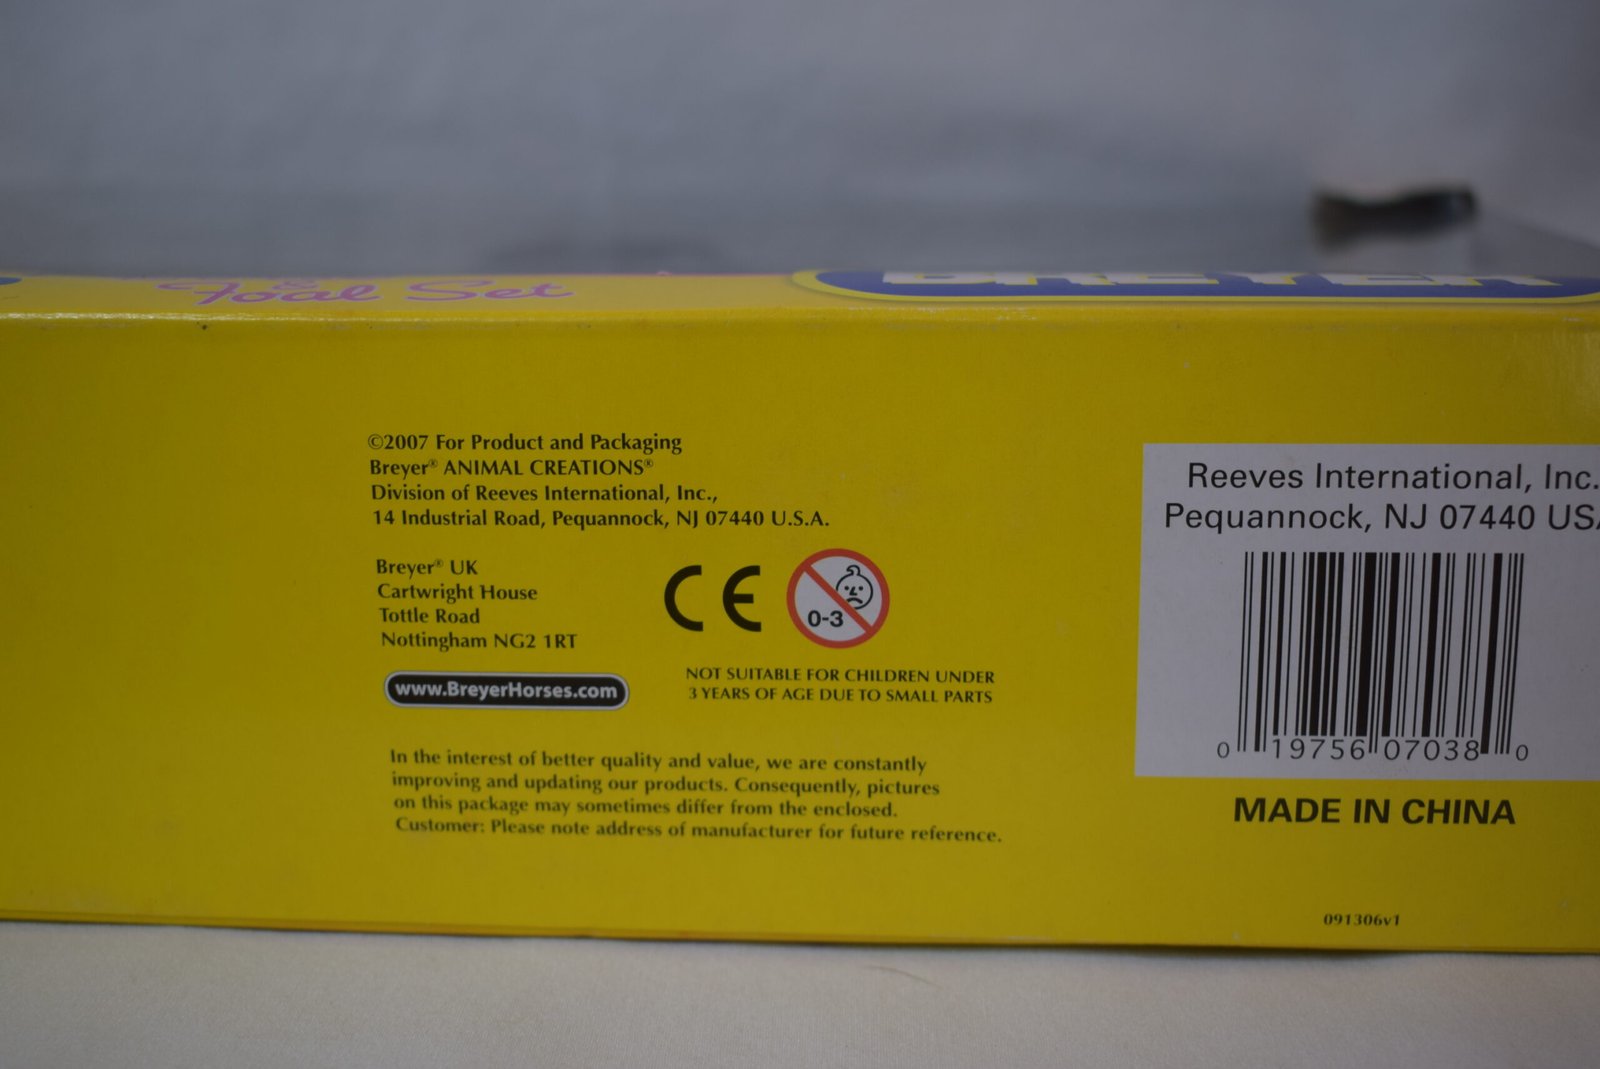 & Foal Set
BREYER
©2007 For Product and Packaging
Breyer® ANIMAL CREATIONS®
Division of Reeves International, Inc.,
14 Industrial Road, Pequannock, NJ 07440 U.S.A.
Breyer® UK
Cartwright House
Tottle Road
Nottingham NG2 1RT
www.BreyerHorses.com
CE
0-3
NOT SUITABLE FOR CHILDREN UNDER
3 YEARS OF AGE DUE TO SMALL PARTS
In the interest of better quality and value, we are constantly
improving and updating our products. Consequently, pictures
on this package may sometimes differ from the enclosed.
Customer: Please note address of manufacturer for future reference.
Reeves International, Inc.
Pequannock, NJ 07440 US
0 19756 07038 0
MADE IN CHINA
091306v1